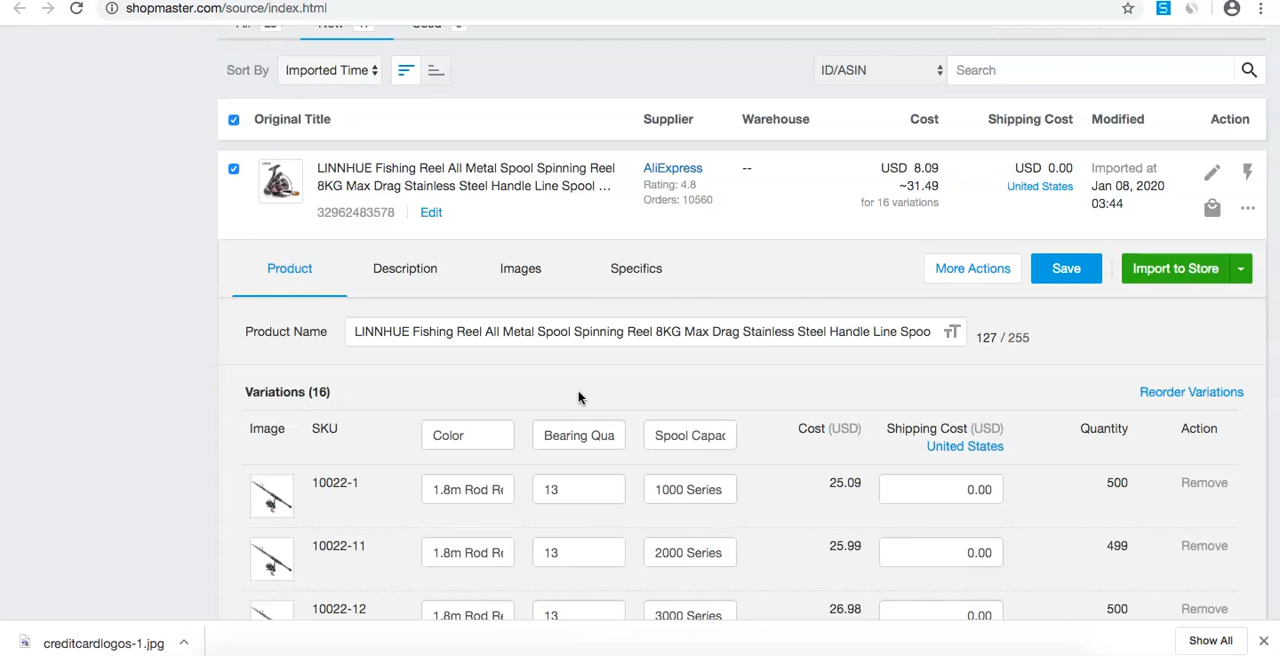 shopmaster.com/source/index.html
Sort By Imported Time ID/ASIN Search
Original Title Supplier Warehouse Cost Shipping Cost Modified Action
LINNHUE Fishing Reel All Metal Spool Spinning Reel AliExpress -- USD 8.09 USD 0.00 Imported at
8KG Max Drag Stainless Steel Handle Line Spool ... Rating: 4.8 ~31.49 United States Jan 08, 2020
Orders: 10560 for 16 variations 03:44
32962483578 Edit
Product Description Images Specifics More Actions Save Import to Store
Product Name LINNHUE Fishing Reel All Metal Spool Spinning Reel 8KG Max Drag Stainless Steel Handle Line Spoo TT 127 / 255
Variations (16) Reorder Variations
Image SKU Color Bearing Qua Spool Capac Cost (USD) Shipping Cost (USD) Quantity Action
United States
10022-1 1.8m Rod Re 13 1000 Series 25.09 0.00 500 Remove
10022-11 1.8m Rod Re 13 2000 Series 25.99 0.00 499 Remove
10022-12 1.8m Rod Re 13 3000 Series 26.98 0.00 500 Remove
creditcardlogos-1.jpg Show All